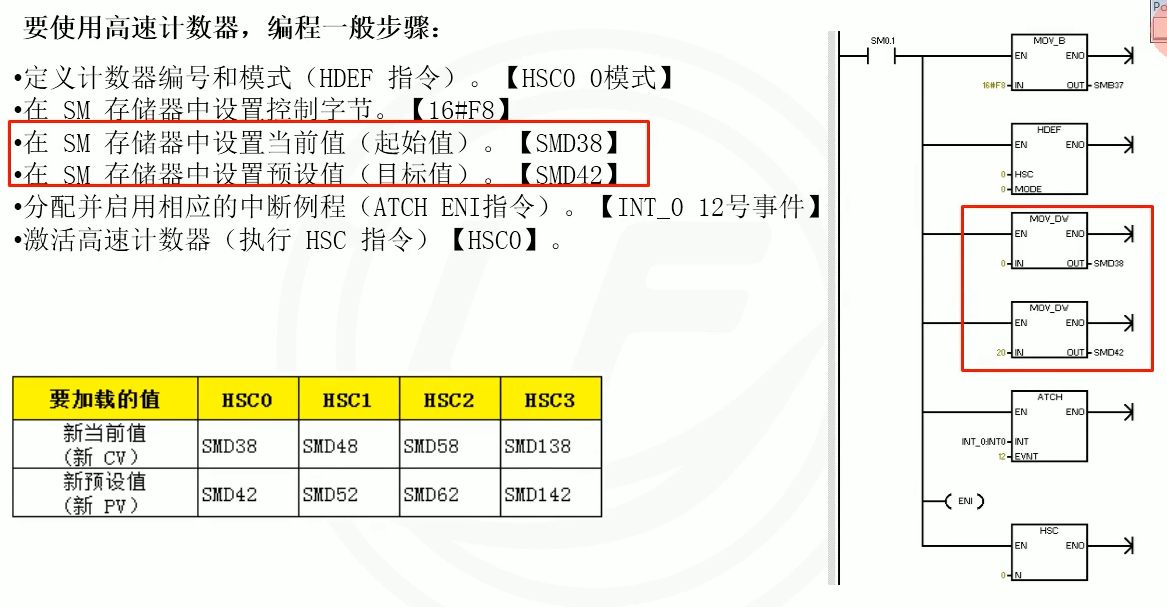 要使用高速计数器，编程一般步骤：
•定义计数器编号和模式（HDEF 指令）。【HSC0 0模式】
•在 SM 存储器中设置控制字节。【16#F8】
•在 SM 存储器中设置当前值（起始值）。【SMD38】
•在 SM 存储器中设置预设值（目标值）。【SMD42】
•分配并启用相应的中断例程（ATCH ENI指令）。【INT_0 12号事件】
•激活高速计数器（执行 HSC 指令）【HSC0】。
要加载的值 HSC0 HSC1 HSC2 HSC3
新当前值
（新 CV） SMD38 SMD48 SMD58 SMD138
新预设值
（新 PV） SMD42 SMD52 SMD62 SMD142
SM0.1
MOV_B
EN ENO
16#F8 IN OUT SMB37
HDEF
EN ENO
0 HSC
0 MODE
MOV_DW
EN ENO
0 IN OUT SMD38
MOV_DW
EN ENO
20 IN OUT SMD42
ATCH
EN ENO
INT_0:INT0 INT
12 EVNT
ENI
HSC
EN ENO
0 N